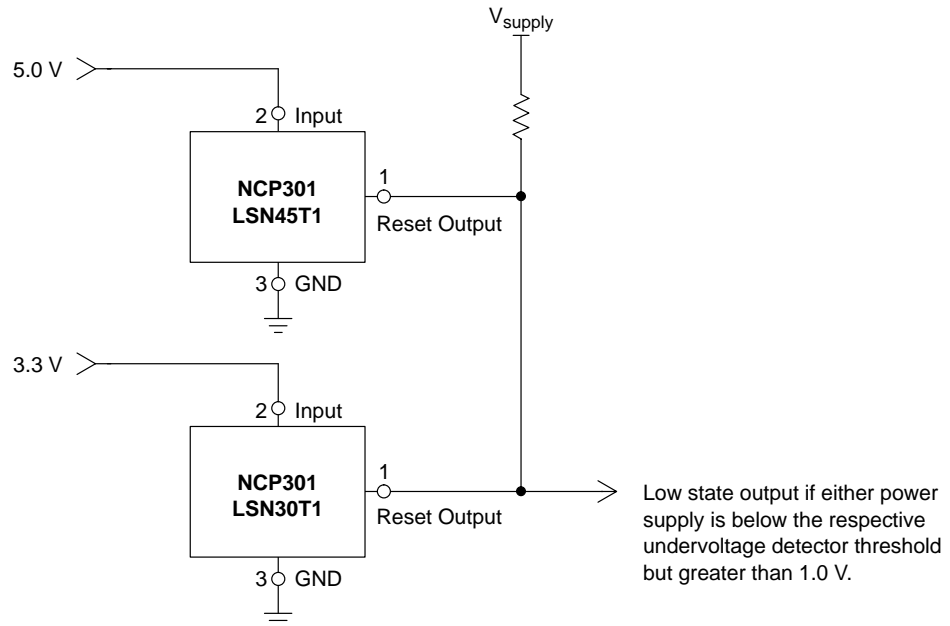 Vsupply
5.0 V
2 Input
NCP301
LSN45T1
1
Reset Output
3 GND
3.3 V
2 Input
NCP301
LSN30T1
1
Reset Output
3 GND
Low state output if either power
supply is below the respective
undervoltage detector threshold
but greater than 1.0 V.